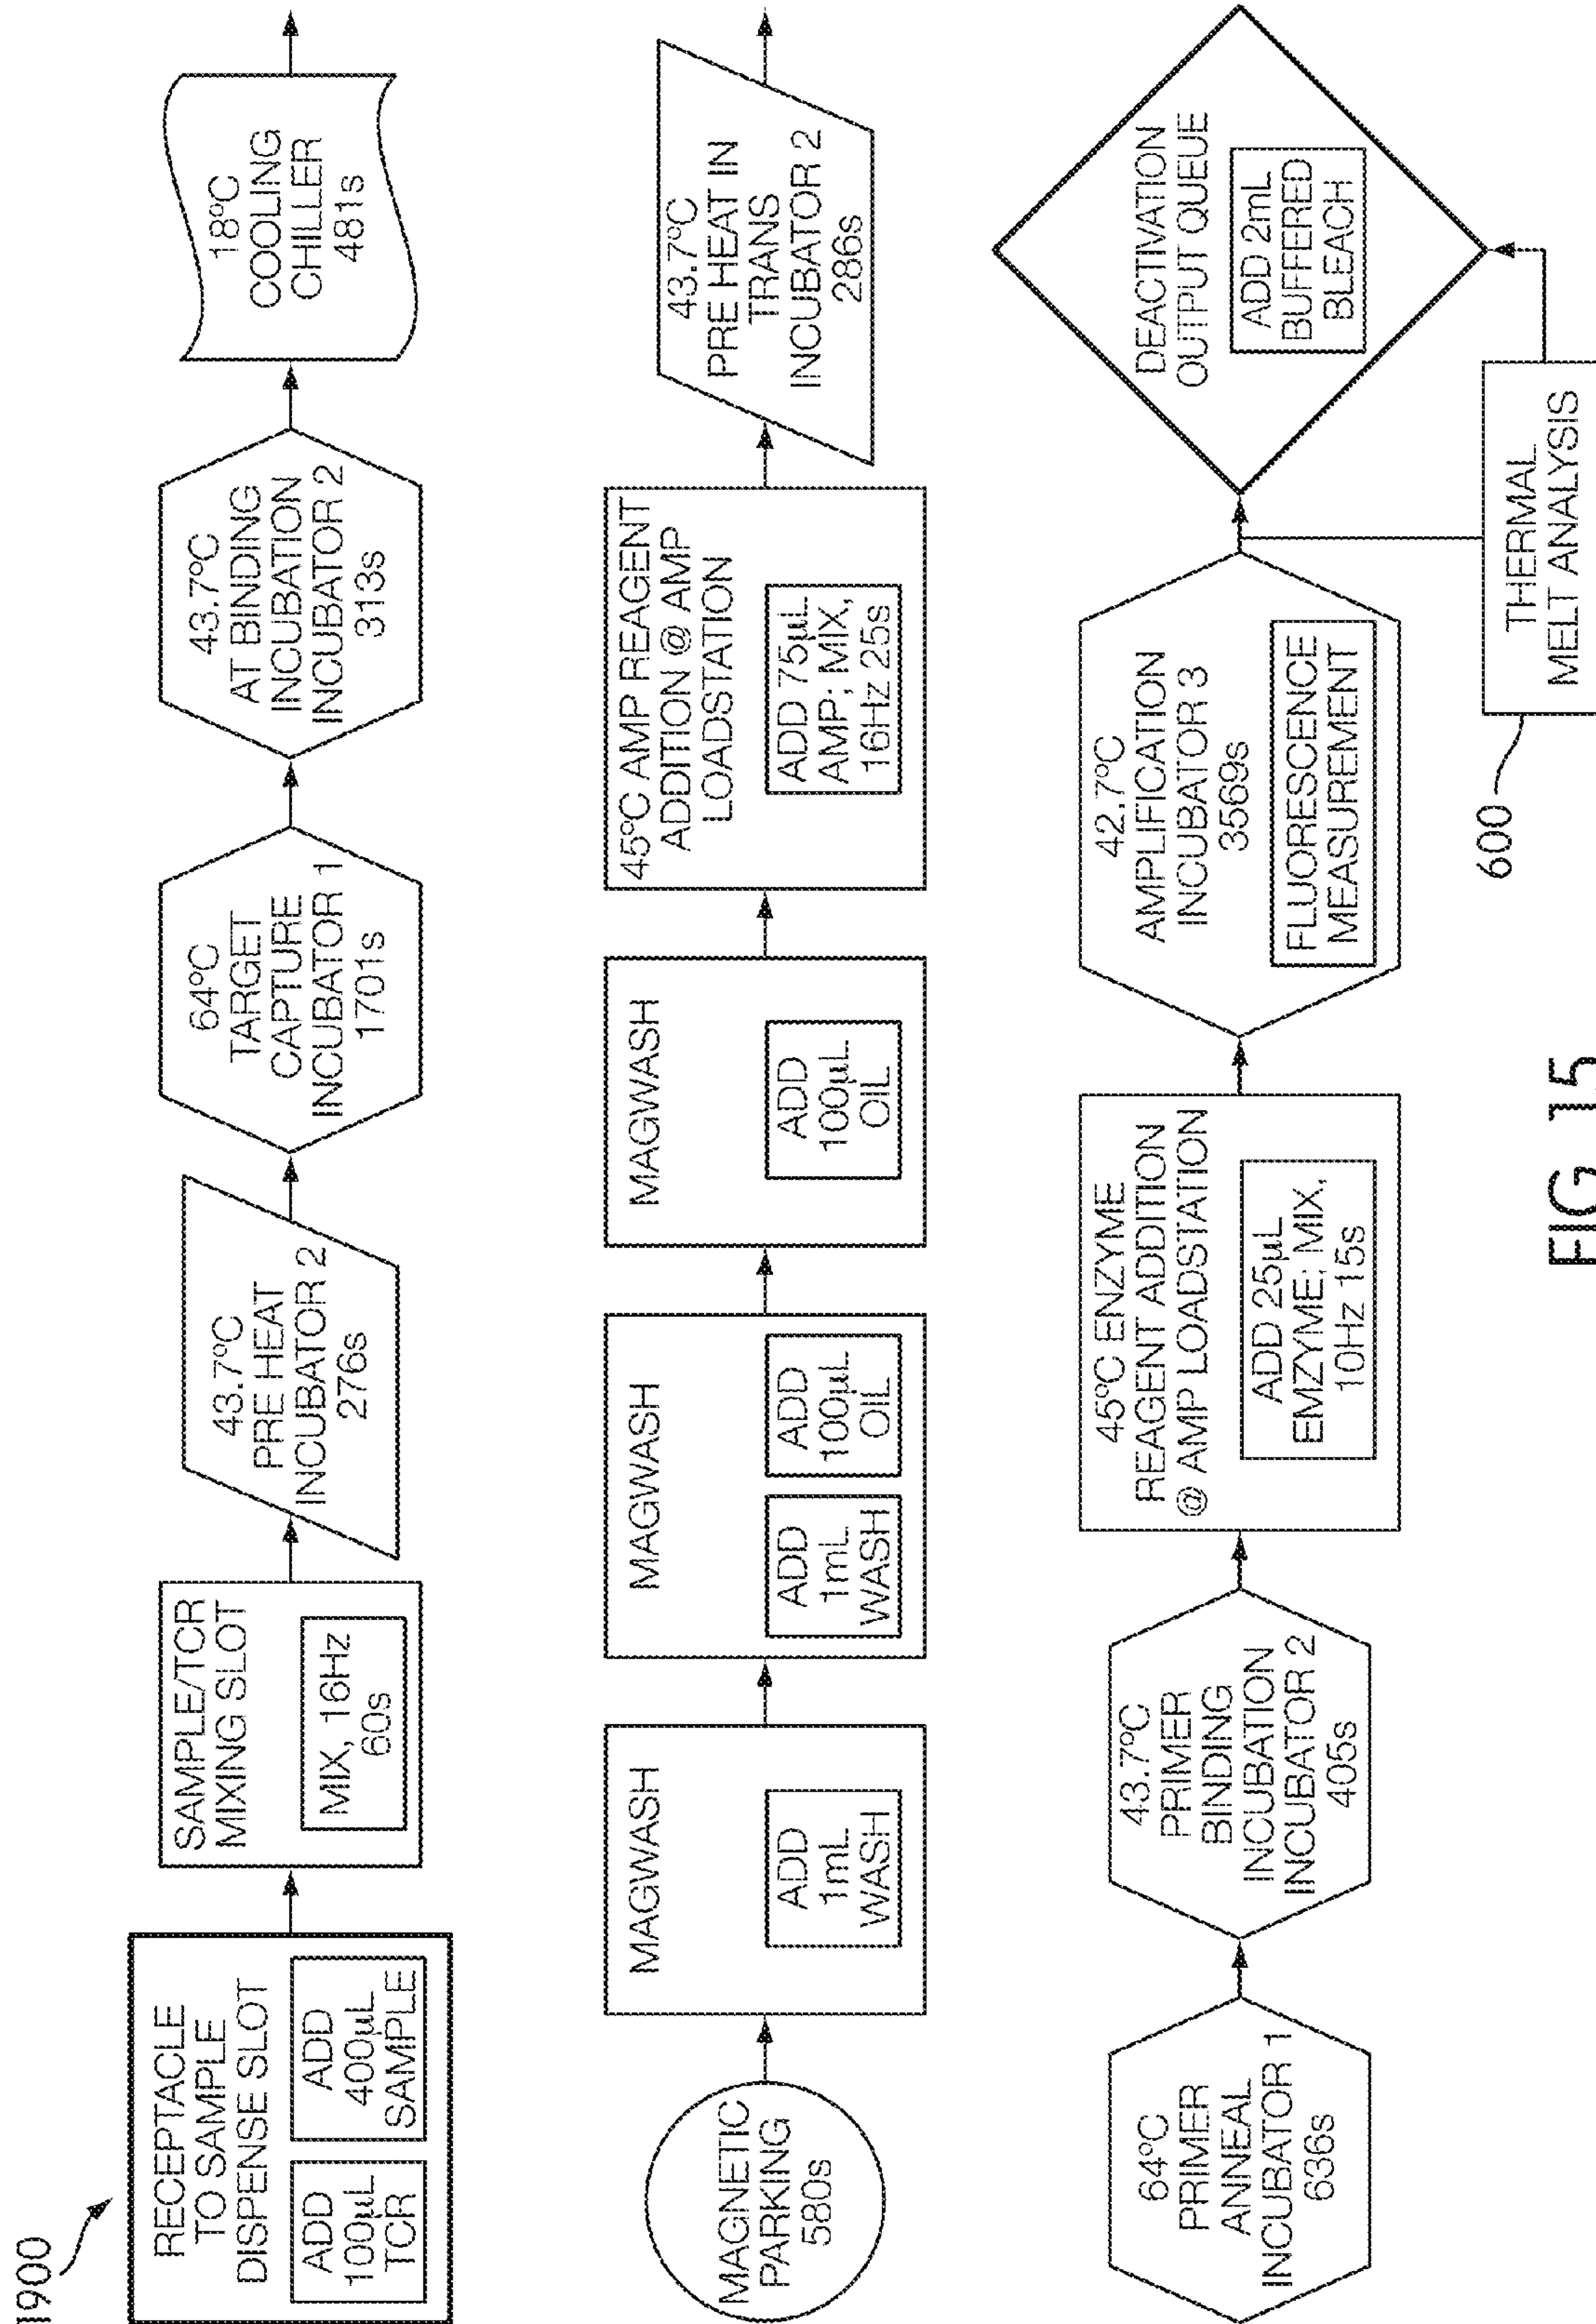 1900
RECEPTACLE
TO SAMPLE
DISPENSE SLOT
ADD
100µL
TCR
ADD
400µL
SAMPLE
SAMPLE/TCR
MIXING SLOT
MIX, 16Hz
60s
43.7°C
PRE HEAT
INCUBATOR 2
276s
64°C
TARGET
CAPTURE
INCUBATOR 1
1701s
43.7°C
AT BINDING
INCUBATION
INCUBATOR 2
313s
18°C
COOLING
CHILLER
481s
MAGNETIC
PARKING
580s
MAGWASH
ADD
1mL
WASH
MAGWASH
ADD
1mL
WASH
ADD
100µL
OIL
MAGWASH
ADD
100µL
OIL
45°C AMP REAGENT
ADDITION @ AMP
LOADSTATION
ADD 75µL
AMP; MIX,
16Hz 25s
43.7°C
PRE HEAT IN
TRANS
INCUBATOR 2
286s
64°C
PRIMER
ANNEAL
INCUBATOR 1
636s
43.7°C
PRIMER
BINDING
INCUBATION
INCUBATOR 2
405s
45°C ENZYME
REAGENT ADDITION
@ AMP LOADSTATION
ADD 25µL
EMZYME; MIX,
10Hz 15s
42.7°C
AMPLIFICATION
INCUBATOR 3
3569s
FLUORESCENCE
MEASUREMENT
DEACTIVATION
OUTPUT QUEUE
ADD 2mL
BUFFERED
BLEACH
THERMAL
MELT ANALYSIS
600
FIG. 15